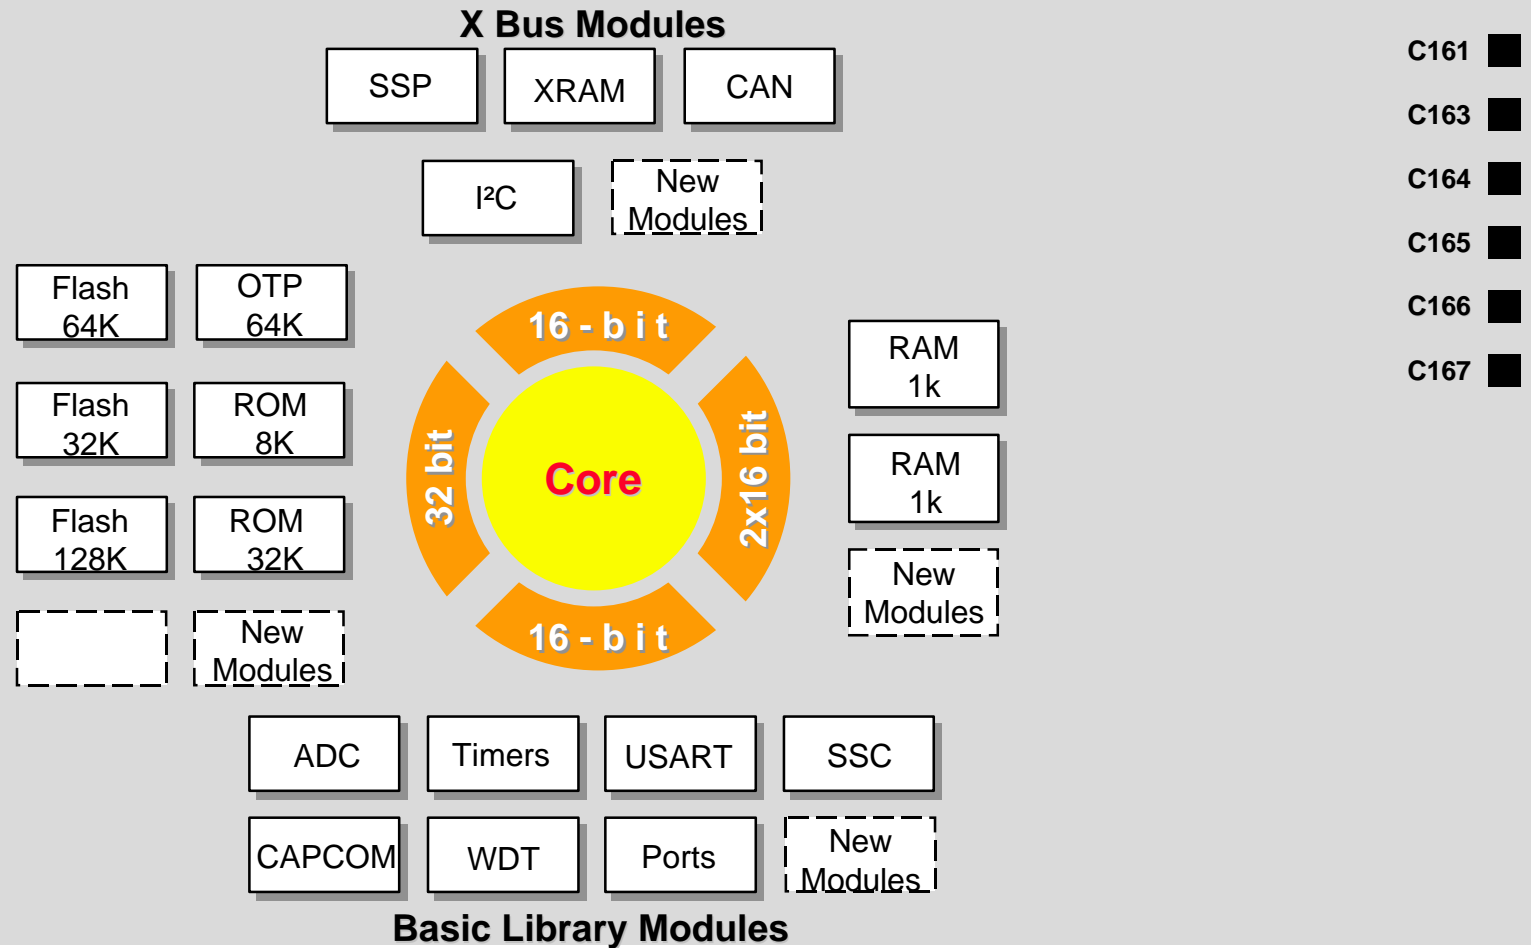 X Bus Modules
SSP
XRAM
CAN
I²C
New
Modules
Flash
64K
OTP
64K
Flash
32K
ROM
8K
Flash
128K
ROM
32K
New
Modules
16 - b i t
32 bit
Core
2x16 bit
16 - b i t
RAM
1k
RAM
1k
New
Modules
ADC
Timers
USART
SSC
CAPCOM
WDT
Ports
New
Modules
Basic Library Modules
C161
C163
C164
C165
C166
C167